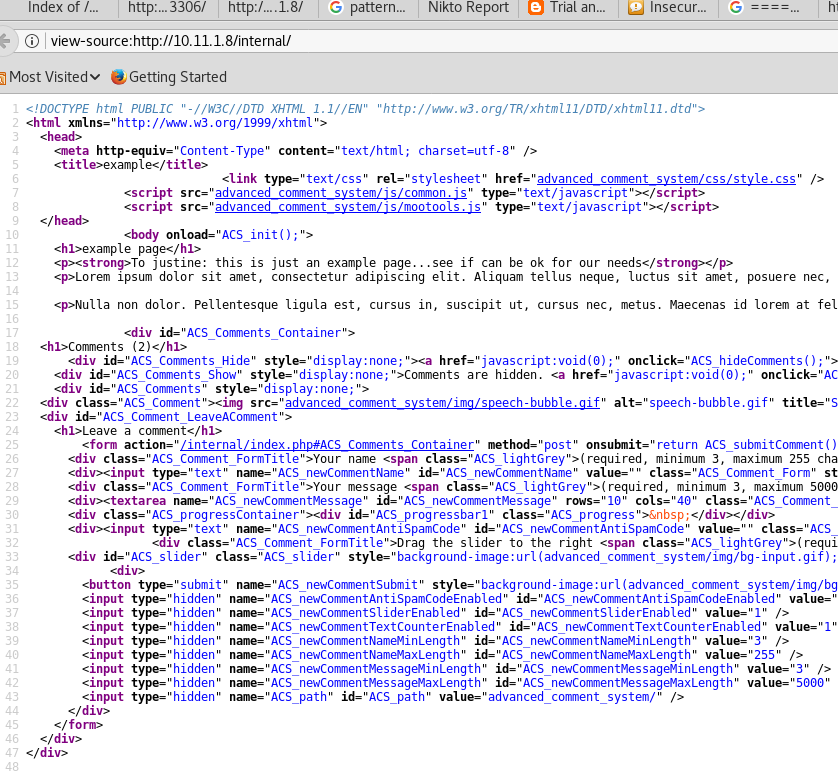 Index of /... http:...3306/ http:/....1.8/ pattern... Nikto Report Trial an... Insecur... ====...
view-source:http://10.11.1.8/internal/
Most Visited Getting Started
1 <!DOCTYPE html PUBLIC "-//W3C//DTD XHTML 1.1//EN" "http://www.w3.org/TR/xhtml11/DTD/xhtml11.dtd">
2 <html xmlns="http://www.w3.org/1999/xhtml">
3 <head>
4 <meta http-equiv="Content-Type" content="text/html; charset=utf-8" />
5 <title>example</title>
6 <link type="text/css" rel="stylesheet" href="advanced_comment_system/css/style.css" />
7 <script src="advanced_comment_system/js/common.js" type="text/javascript"></script>
8 <script src="advanced_comment_system/js/mootools.js" type="text/javascript"></script>
9 </head>
10 <body onload="ACS_init();">
11 <h1>example page</h1>
12 <p><strong>To justine: this is just an example page...see if can be ok for our needs</strong></p>
13 <p>Lorem ipsum dolor sit amet, consectetur adipiscing elit. Aliquam tellus neque, luctus sit amet, posuere nec,
14
15 <p>Nulla non dolor. Pellentesque ligula est, cursus in, suscipit ut, cursus nec, metus. Maecenas id lorem at fel
16
17 <div id="ACS_Comments_Container">
18 <h1>Comments (2)</h1>
19 <div id="ACS_Comments_Hide" style="display:none;"><a href="javascript:void(0);" onclick="ACS_hideComments();">
20 <div id="ACS_Comments_Show" style="display:none;">Comments are hidden. <a href="javascript:void(0);" onclick="AC
21 <div id="ACS_Comments" style="display:none;">
22 <div class="ACS_Comment"><img src="advanced_comment_system/img/speech-bubble.gif" alt="speech-bubble.gif" title="S
23 <div id="ACS_Comment_LeaveAComment">
24 <h1>Leave a comment</h1>
25 <form action="/internal/index.php#ACS_Comments_Container" method="post" onsubmit="return ACS_submitComment()
26 <div class="ACS_Comment_FormTitle">Your name <span class="ACS_lightGrey">(required, minimum 3, maximum 255 cha
27 <div><input type="text" name="ACS_newCommentName" id="ACS_newCommentName" value="" class="ACS_Comment_Form" st
28 <div class="ACS_Comment_FormTitle">Your message <span class="ACS_lightGrey">(required, minimum 3, maximum 5000
29 <div><textarea name="ACS_newCommentMessage" id="ACS_newCommentMessage" rows="10" cols="40" class="ACS_Comment_
30 <div class="ACS_progressContainer"><div id="ACS_progressbar1" class="ACS_progress">&nbsp;</div></div>
31 <div><input type="text" name="ACS_newCommentAntiSpamCode" id="ACS_newCommentAntiSpamCode" value="" class="ACS_
32 <div class="ACS_Comment_FormTitle">Drag the slider to the right <span class="ACS_lightGrey">(requi
33 <div id="ACS_slider" class="ACS_slider" style="background-image:url(advanced_comment_system/img/bg-input.gif);
34 <div>
35 <button type="submit" name="ACS_newCommentSubmit" style="background-image:url(advanced_comment_system/img/bg
36 <input type="hidden" name="ACS_newCommentAntiSpamCodeEnabled" id="ACS_newCommentAntiSpamCodeEnabled" value="
37 <input type="hidden" name="ACS_newCommentSliderEnabled" id="ACS_newCommentSliderEnabled" value="1" />
38 <input type="hidden" name="ACS_newCommentTextCounterEnabled" id="ACS_newCommentTextCounterEnabled" value="1"
39 <input type="hidden" name="ACS_newCommentNameMinLength" id="ACS_newCommentNameMinLength" value="3" />
40 <input type="hidden" name="ACS_newCommentNameMaxLength" id="ACS_newCommentNameMaxLength" value="255" />
41 <input type="hidden" name="ACS_newCommentMessageMinLength" id="ACS_newCommentMessageMinLength" value="3" />
42 <input type="hidden" name="ACS_newCommentMessageMaxLength" id="ACS_newCommentMessageMaxLength" value="5000"
43 <input type="hidden" name="ACS_path" id="ACS_path" value="advanced_comment_system/" />
44 </div>
45 </form>
46 </div>
47 </div>
48